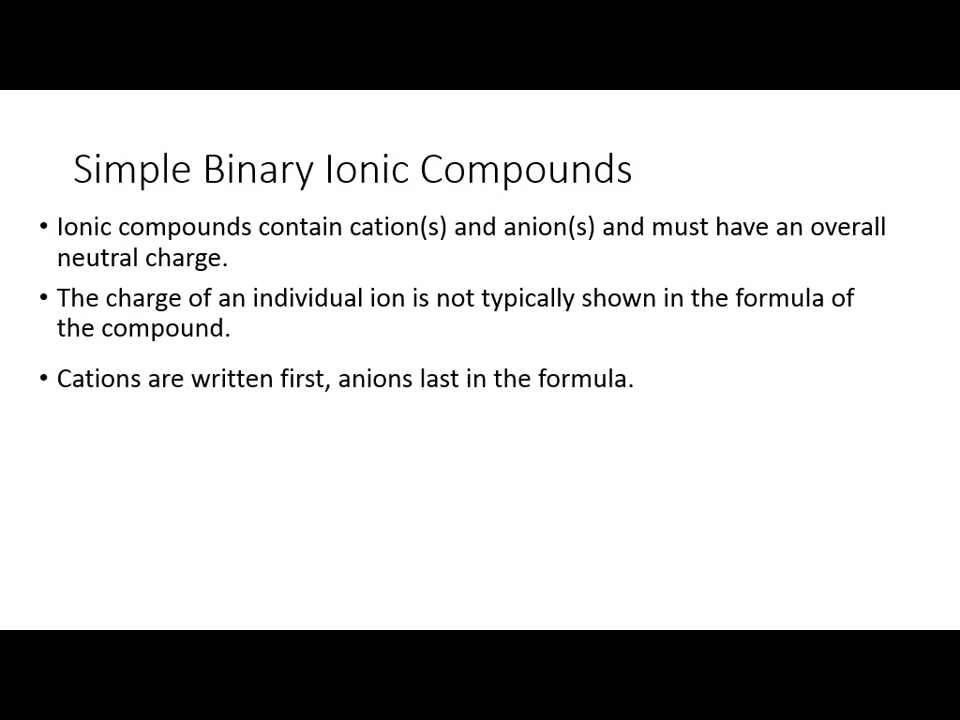 Simple Binary Ionic Compounds
• Ionic compounds contain cation(s) and anion(s) and must have an overall
neutral charge.
• The charge of an individual ion is not typically shown in the formula of
the compound.
• Cations are written first, anions last in the formula.